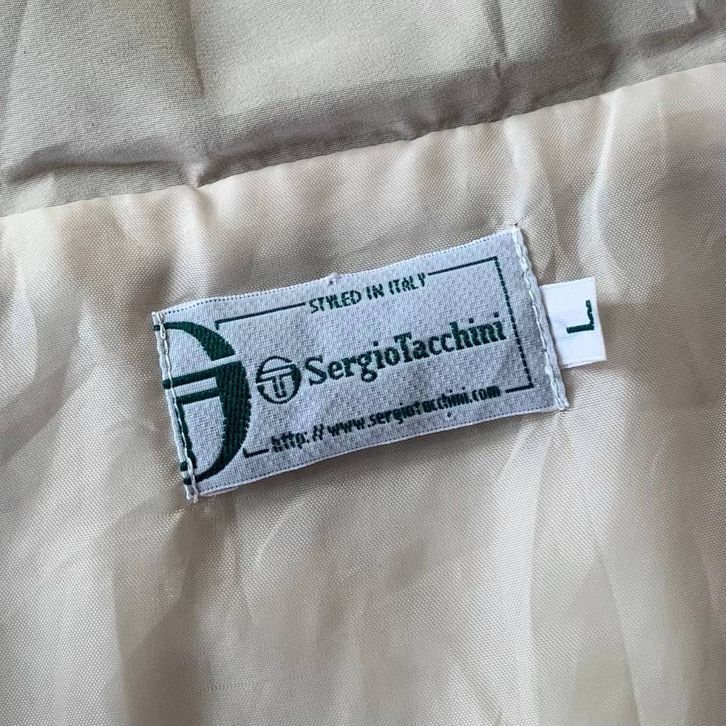 STYLED IN ITALY
SergioTacchini
http://www.sergiotacchini.com
L